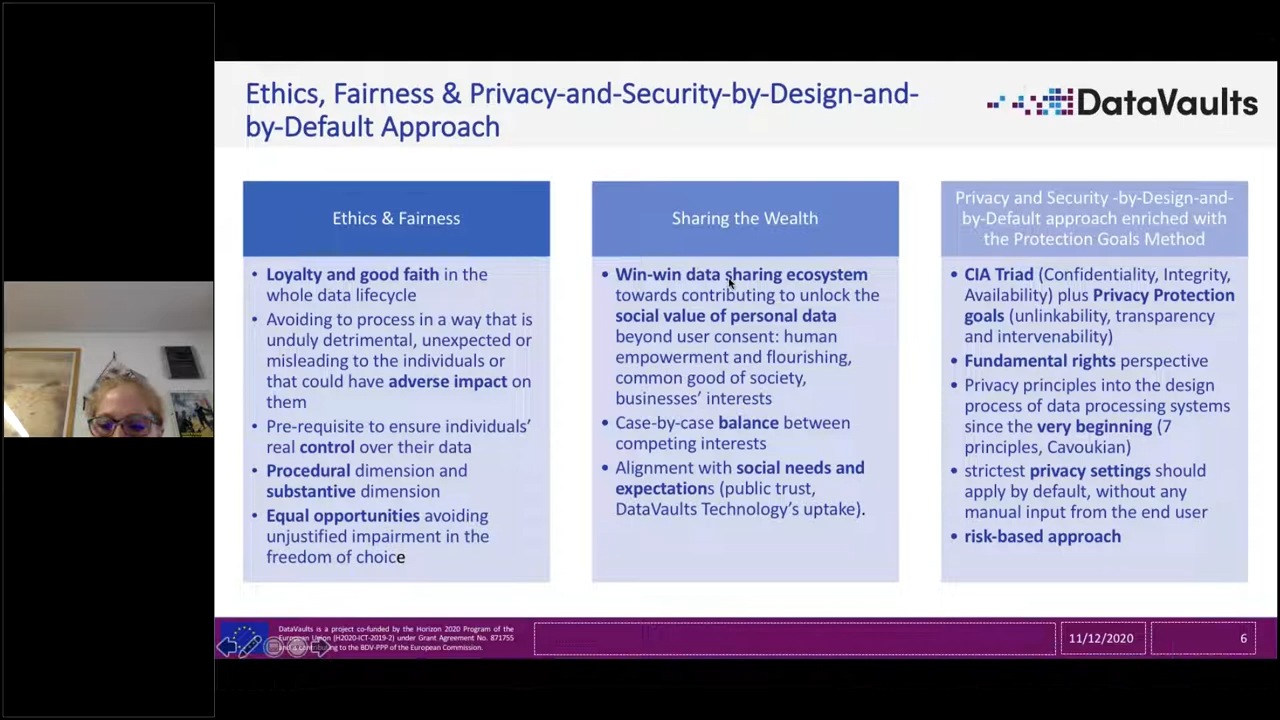 Ethics, Fairness & Privacy-and-Security-by-Design-and-
by-Default Approach
DataVaults
Ethics & Fairness
• Loyalty and good faith in the
whole data lifecycle
• Avoiding to process in a way that is
unduly detrimental, unexpected or
misleading to the individuals or
that could have adverse impact on
them
• Pre-requisite to ensure individuals’
real control over their data
• Procedural dimension and
substantive dimension
• Equal opportunities avoiding
unjustified impairment in the
freedom of choice
Sharing the Wealth
• Win-win data sharing ecosystem
towards contributing to unlock the
social value of personal data
beyond user consent: human
empowerment and flourishing,
common good of society,
businesses’ interests
• Case-by-case balance between
competing interests
• Alignment with social needs and
expectations (public trust,
DataVaults Technology’s uptake).
Privacy and Security -by-Design-and-
by-Default approach enriched with
the Protection Goals Method
• CIA Triad (Confidentiality, Integrity,
Availability) plus Privacy Protection
goals (unlinkability, transparency
and intervenability)
• Fundamental rights perspective
• Privacy principles into the design
process of data processing systems
since the very beginning (7
principles, Cavoukian)
• strictest privacy settings should
apply by default, without any
manual input from the end user
• risk-based approach
DataVaults is a project co-funded by the Horizon 2020 Program of the
European Union (H2020-ICT-2019-2) under Grant Agreement No. 871755
and is contributing to the BDV-PPP of the European Commission.
11/12/2020
6